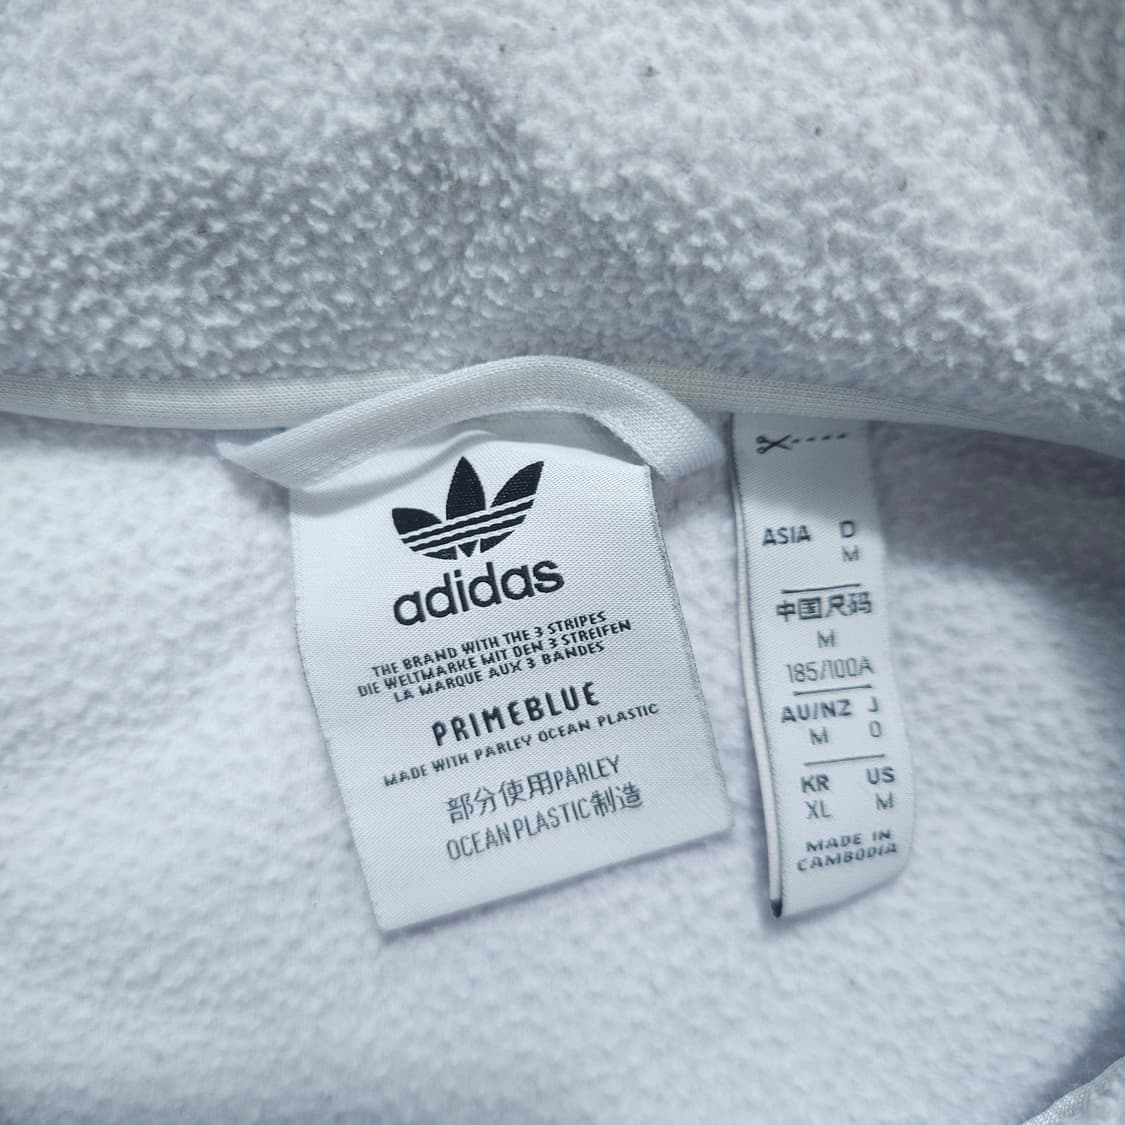 adidas
THE BRAND WITH THE 3 STRIPES
DIE WELTMARKE MIT DEN 3 STREIFEN
LA MARQUE AUX 3 BANDES
PRIMEBLUE
MADE WITH PARLEY OCEAN PLASTIC
部分使用PARLEY
OCEAN PLASTIC制造
ASIA D
M
中国尺码
M
185/100A
AU/NZ J
M O
KR US
XL M
MADE IN
CAMBODIA